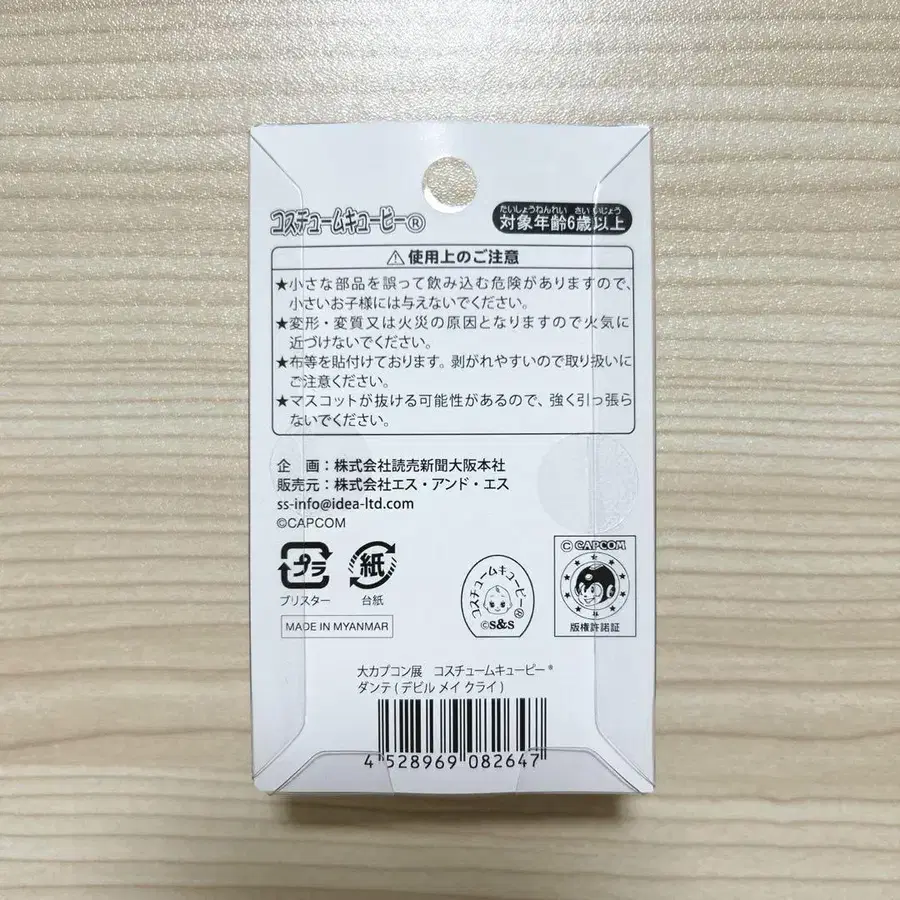 コスチュームキューピー®
たいしょうねんれい さい いじょう
対象年齢6歳以上
⚠使用上のご注意
★小さな部品を誤って飲み込む危険がありますので、
小さいお子様には与えないでください。
★変形・変質又は火災の原因となりますので火気に
近づけないでください。
★布等を貼付けております。剥がれやすいので取り扱いに
ご注意ください。
★マスコットが抜ける可能性があるので、強く引っ張ら
ないでください。
企 画：株式会社読売新聞大阪本社
販売元：株式会社エス・アンド・エス
ss-info@idea-ltd.com
©CAPCOM
プラ
ブリスター
紙
台紙
コスチュームキューピー®
©S&S
© CAPCOM
版権許諾証
MADE IN MYANMAR
大カプコン展 コスチュームキューピー®
ダンテ(デビル メイ クライ)
4528969082647